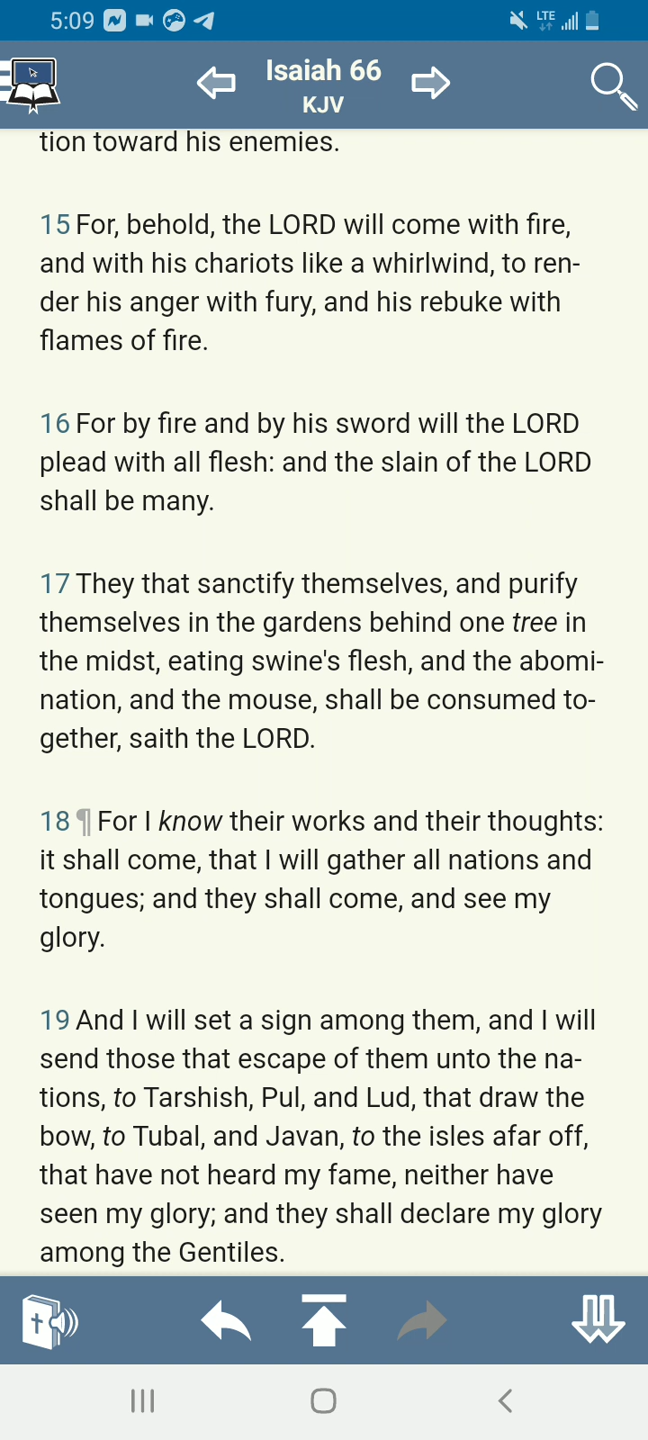 5:09
LTE
Isaiah 66
KJV
tion toward his enemies.
15 For, behold, the LORD will come with fire,
and with his chariots like a whirlwind, to ren-
der his anger with fury, and his rebuke with
flames of fire.
16 For by fire and by his sword will the LORD
plead with all flesh: and the slain of the LORD
shall be many.
17 They that sanctify themselves, and purify
themselves in the gardens behind one tree in
the midst, eating swine's flesh, and the abomi-
nation, and the mouse, shall be consumed to-
gether, saith the LORD.
18 ¶ For I know their works and their thoughts:
it shall come, that I will gather all nations and
tongues; and they shall come, and see my
glory.
19 And I will set a sign among them, and I will
send those that escape of them unto the na-
tions, to Tarshish, Pul, and Lud, that draw the
bow, to Tubal, and Javan, to the isles afar off,
that have not heard my fame, neither have
seen my glory; and they shall declare my glory
among the Gentiles.